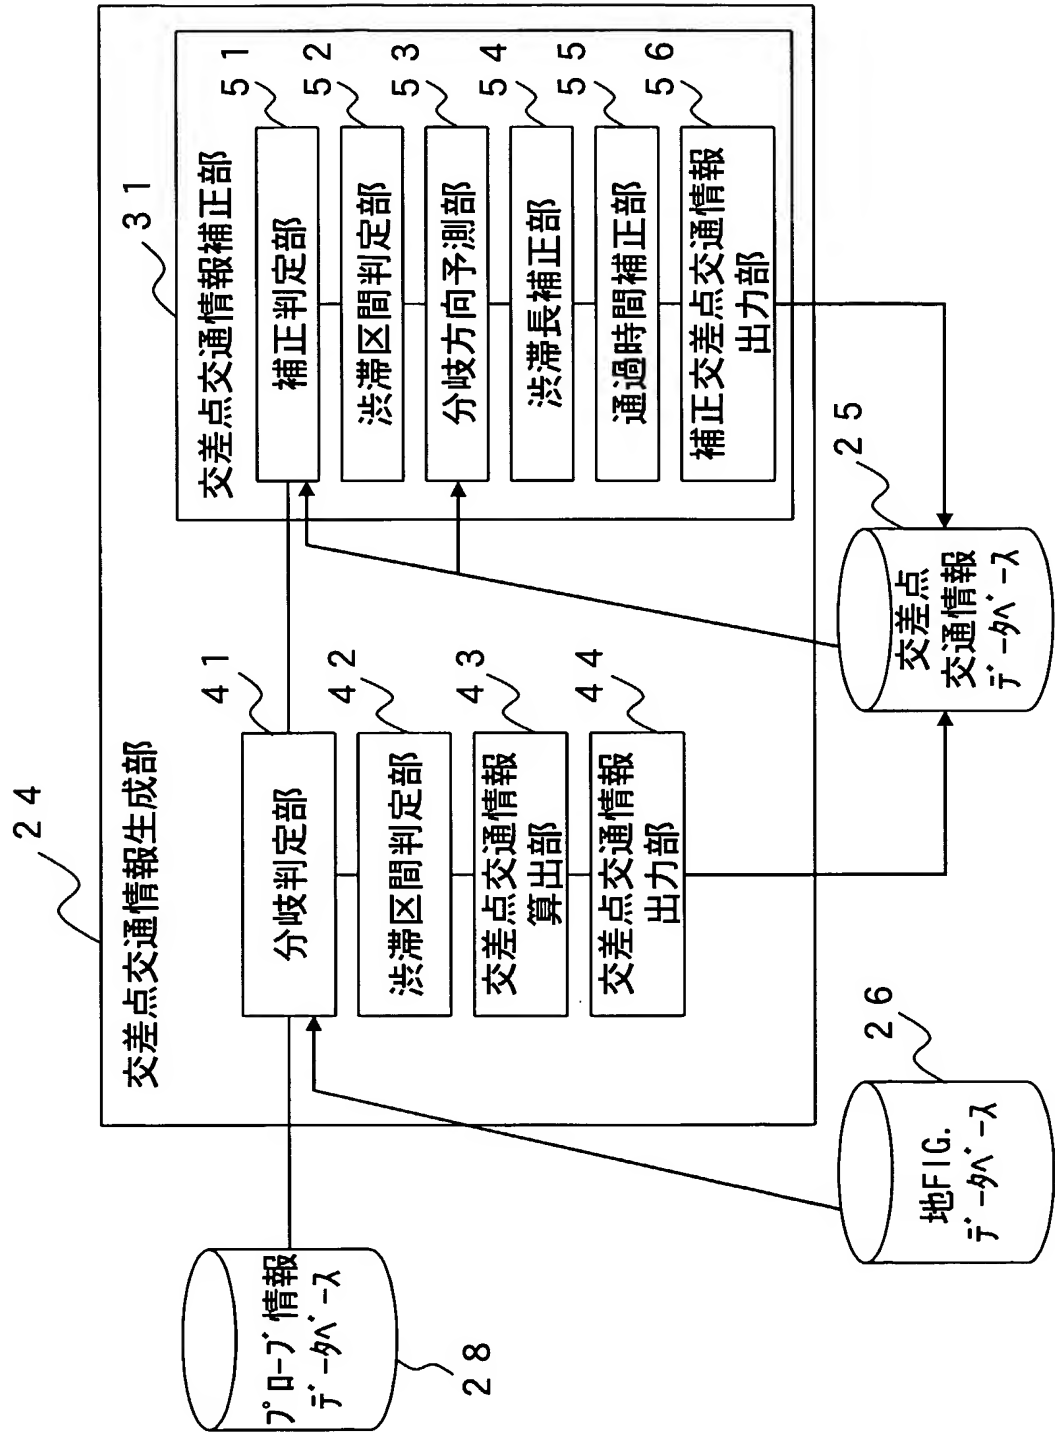 24
交差点交通情報生成部
31
交差点交通情報補正部
プローブ情報
データベース
28
分岐判定部
41
渋滞区間判定部
42
交差点交通情報
算出部
43
交差点交通情報
出力部
44
補正判定部
51
渋滞区間判定部
52
分岐方向予測部
53
渋滞長補正部
54
通過時間補正部
55
補正交差点交通情報
出力部
56
地FIG.
データベース
26
交差点
交通情報
データベース
25